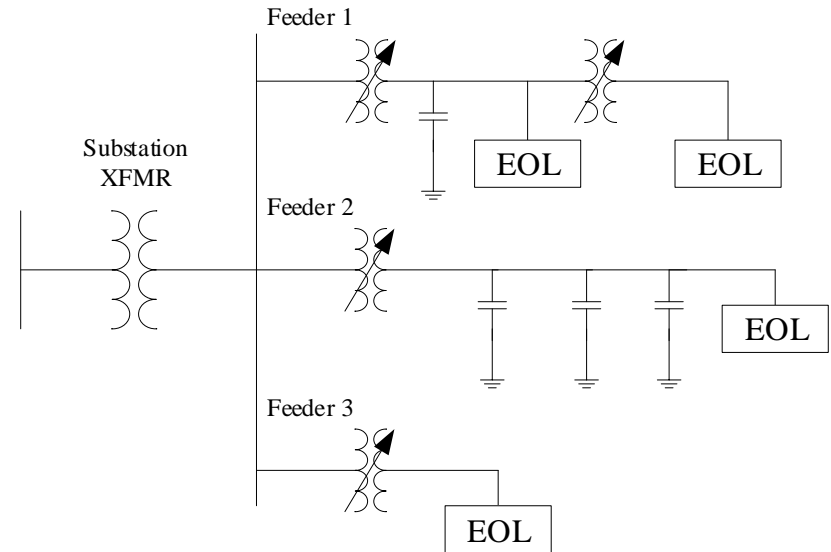 Feeder 1
Substation
XFMR
EOL
EOL
Feeder 2
EOL
Feeder 3
EOL